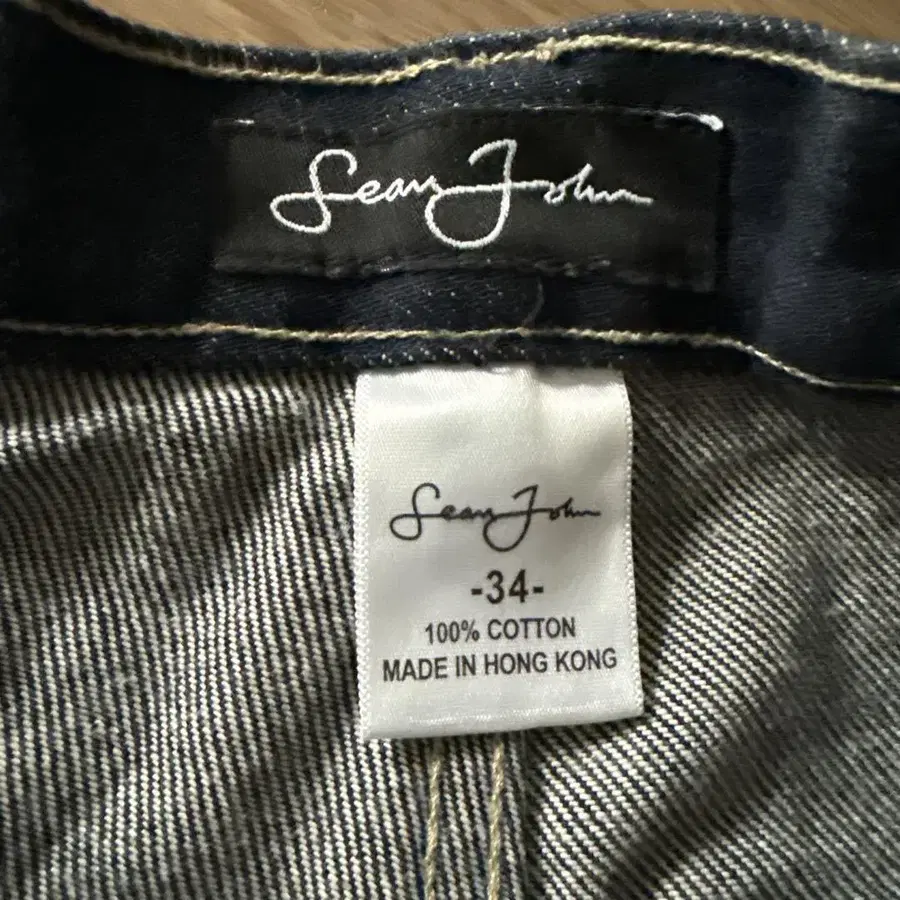 Sean John
Sean John
-34-
100% COTTON
MADE IN HONG KONG